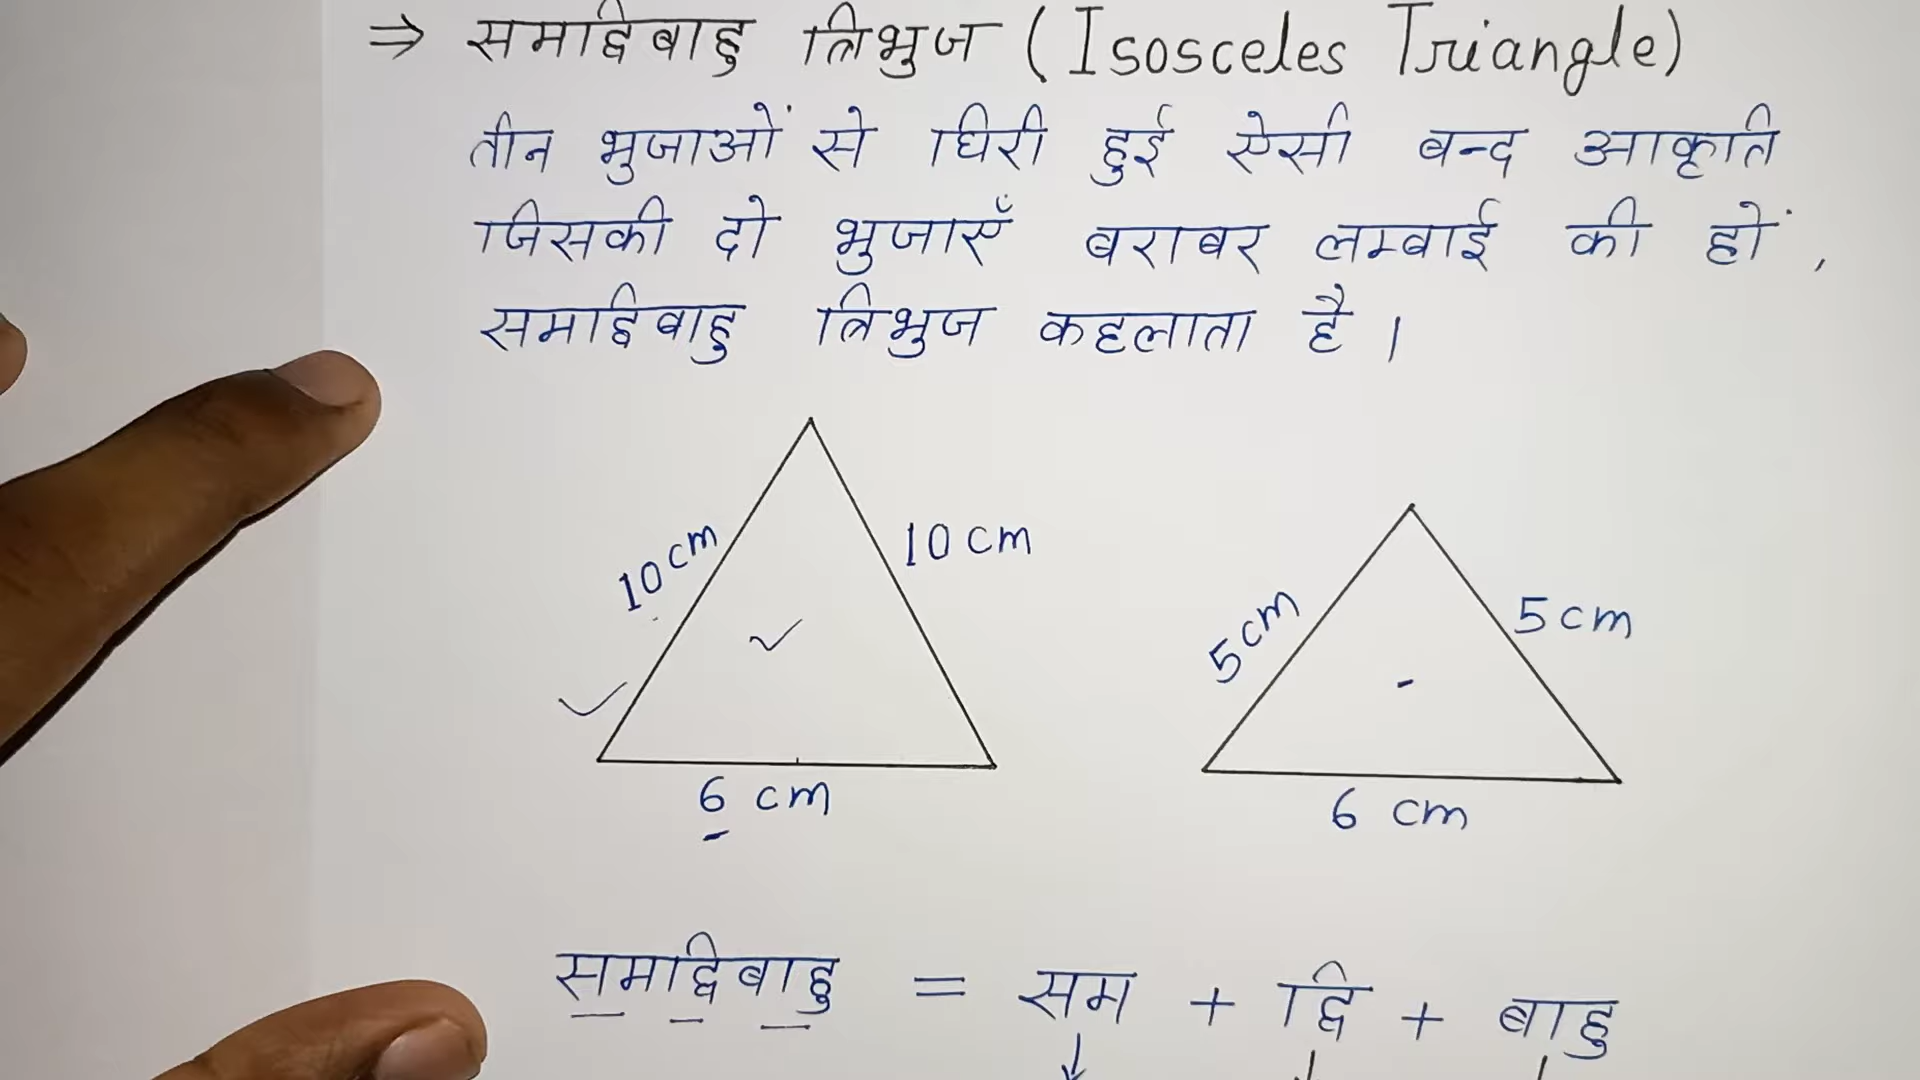 ⇒ समद्विबाहु त्रिभुज (Isosceles Triangle)
तीन भुजाओं से घिरी हुई ऐसी बन्द आकृति
जिसकी दो भुजाएँ बराबर लम्बाई की हों ,
समद्विबाहु त्रिभुज कहलाता है ।
10 cm
10 cm
5 cm
5 cm
6 cm
6 cm
समद्विबाहु = सम + द्वि + बाहु